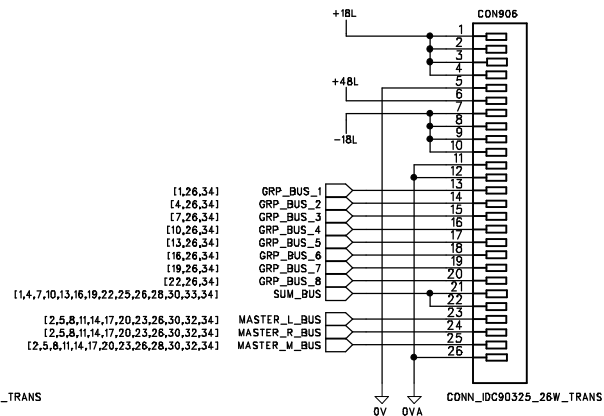 +18L CON906
1
2
3
4
+48L 5
6
7
8
9
-18L 10
11
12
[1,26,34] GRP_BUS_1 13
[4,26,34] GRP_BUS_2 14
[7,26,34] GRP_BUS_3 15
[10,26,34] GRP_BUS_4 16
[13,26,34] GRP_BUS_5 17
[16,26,34] GRP_BUS_6 18
[19,26,34] GRP_BUS_7 19
[22,26,34] GRP_BUS_8 20
[1,4,7,10,13,16,19,22,25,26,28,30,33,34] SUM_BUS 21
22
[2,5,8,11,14,17,20,23,26,30,32,34] MASTER_L_BUS 23
[2,5,8,11,14,17,20,23,26,30,32,34] MASTER_R_BUS 24
[2,5,8,11,14,17,20,23,26,28,30,32,34] MASTER_M_BUS 25
26
_TRANS CONN_IDC90325_26W_TRANS
0V 0VA